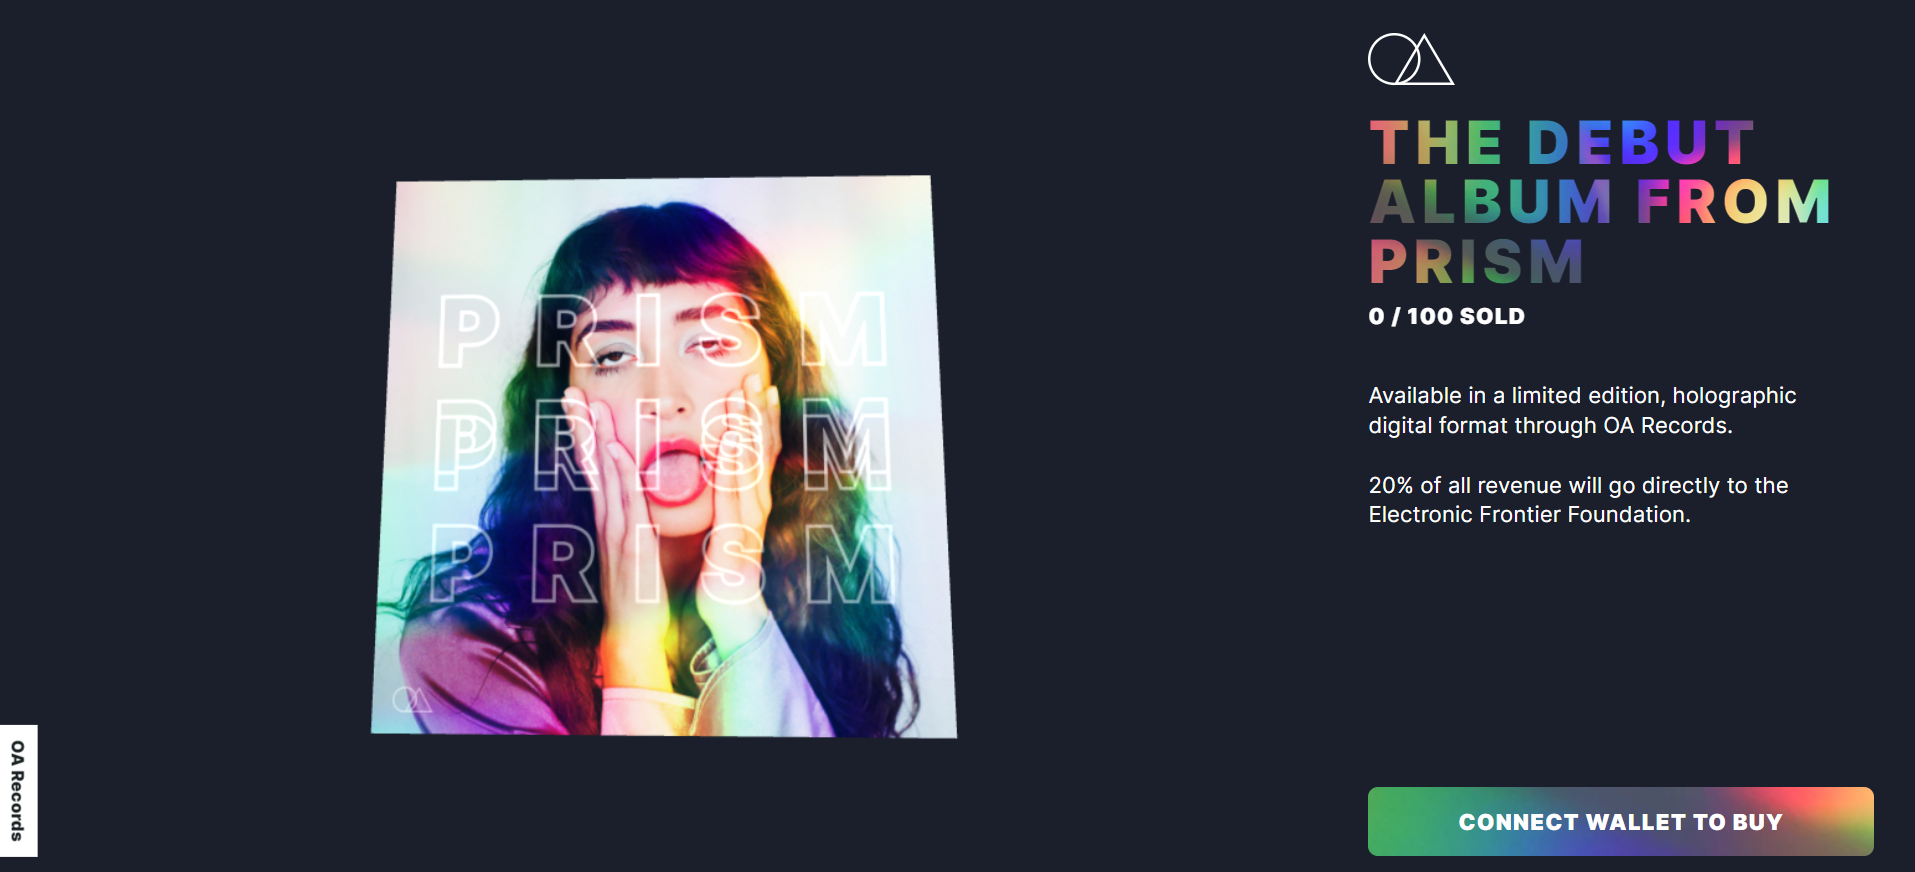 PRISM
PRISM
PRISM
PRISM
OA Records
THE DEBUT
ALBUM FROM
PRISM
0 / 100 SOLD
Available in a limited edition, holographic
digital format through OA Records.
20% of all revenue will go directly to the
Electronic Frontier Foundation.
CONNECT WALLET TO BUY